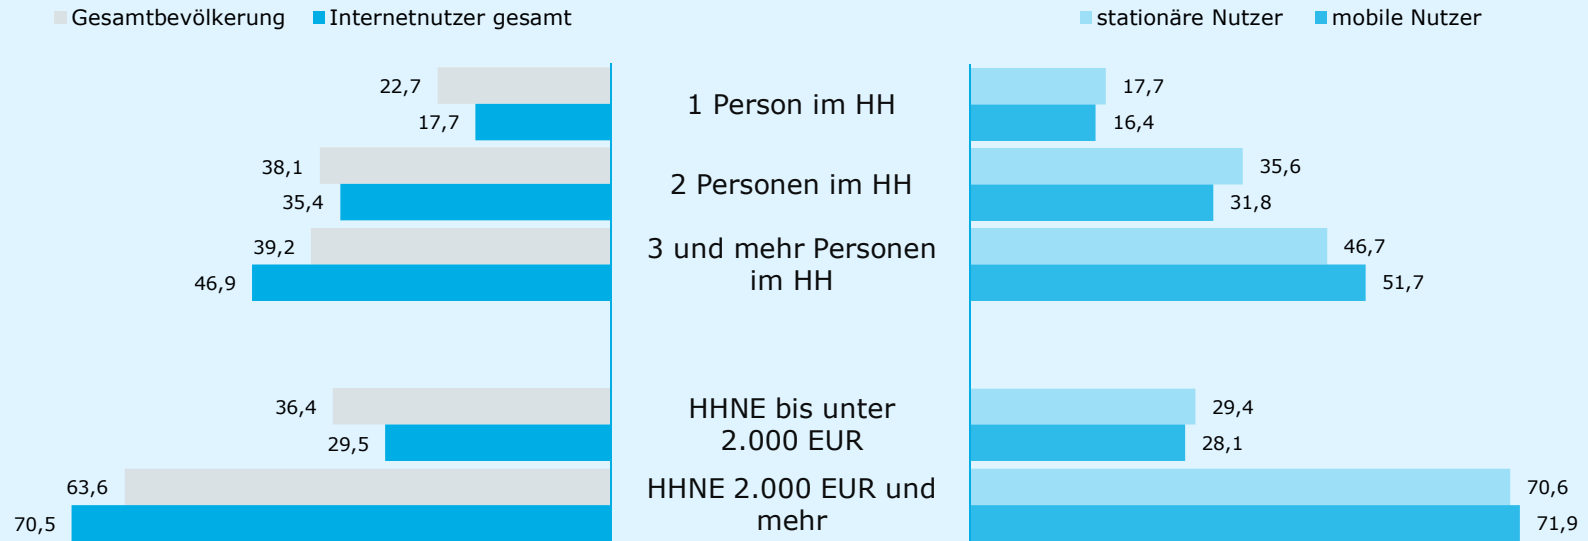 Gesamtbevölkerung Internetnutzer gesamt
stationäre Nutzer mobile Nutzer
22,7
17,7
1 Person im HH
17,7
16,4
38,1
35,4
2 Personen im HH
35,6
31,8
39,2
46,9
3 und mehr Personen
im HH
46,7
51,7
36,4
29,5
HHNE bis unter
2.000 EUR
29,4
28,1
63,6
70,5
HHNE 2.000 EUR und
mehr
70,6
71,9